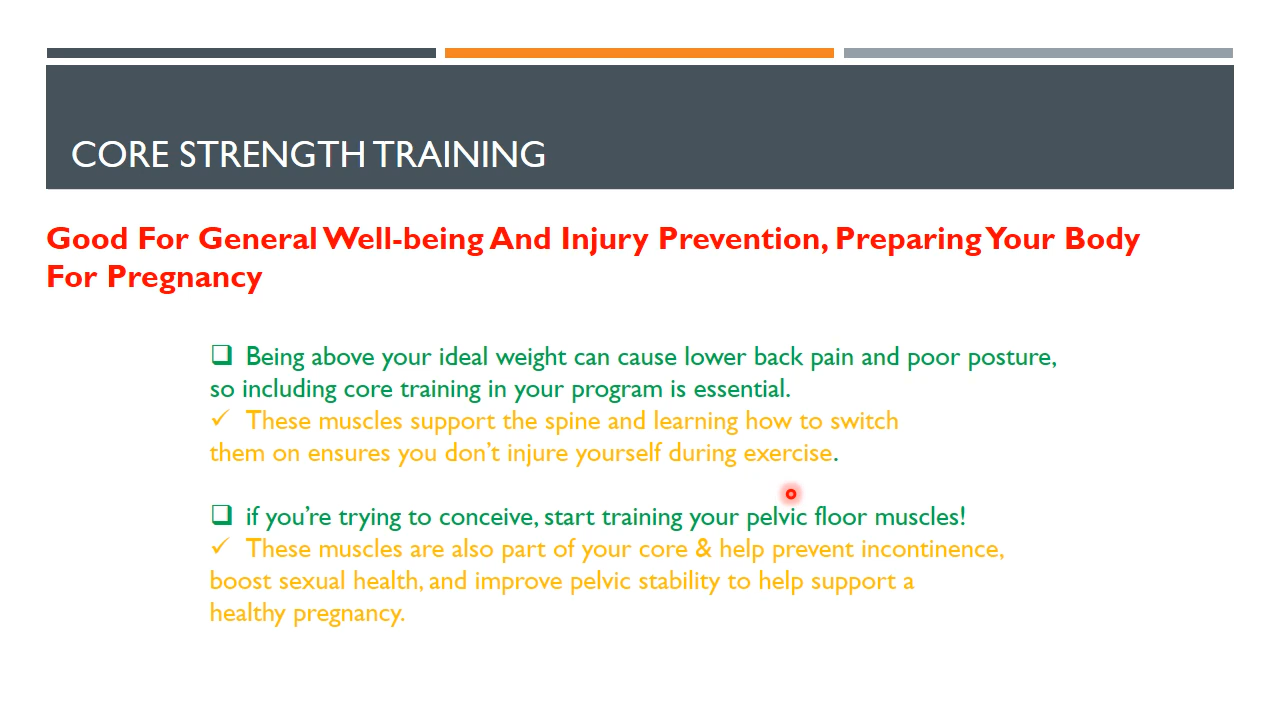 CORE STRENGTH TRAINING
Good For General Well-being And Injury Prevention, Preparing Your Body
For Pregnancy
❑ Being above your ideal weight can cause lower back pain and poor posture,
so including core training in your program is essential.
✓ These muscles support the spine and learning how to switch
them on ensures you don’t injure yourself during exercise.
❑ if you’re trying to conceive, start training your pelvic floor muscles!
✓ These muscles are also part of your core & help prevent incontinence,
boost sexual health, and improve pelvic stability to help support a
healthy pregnancy.